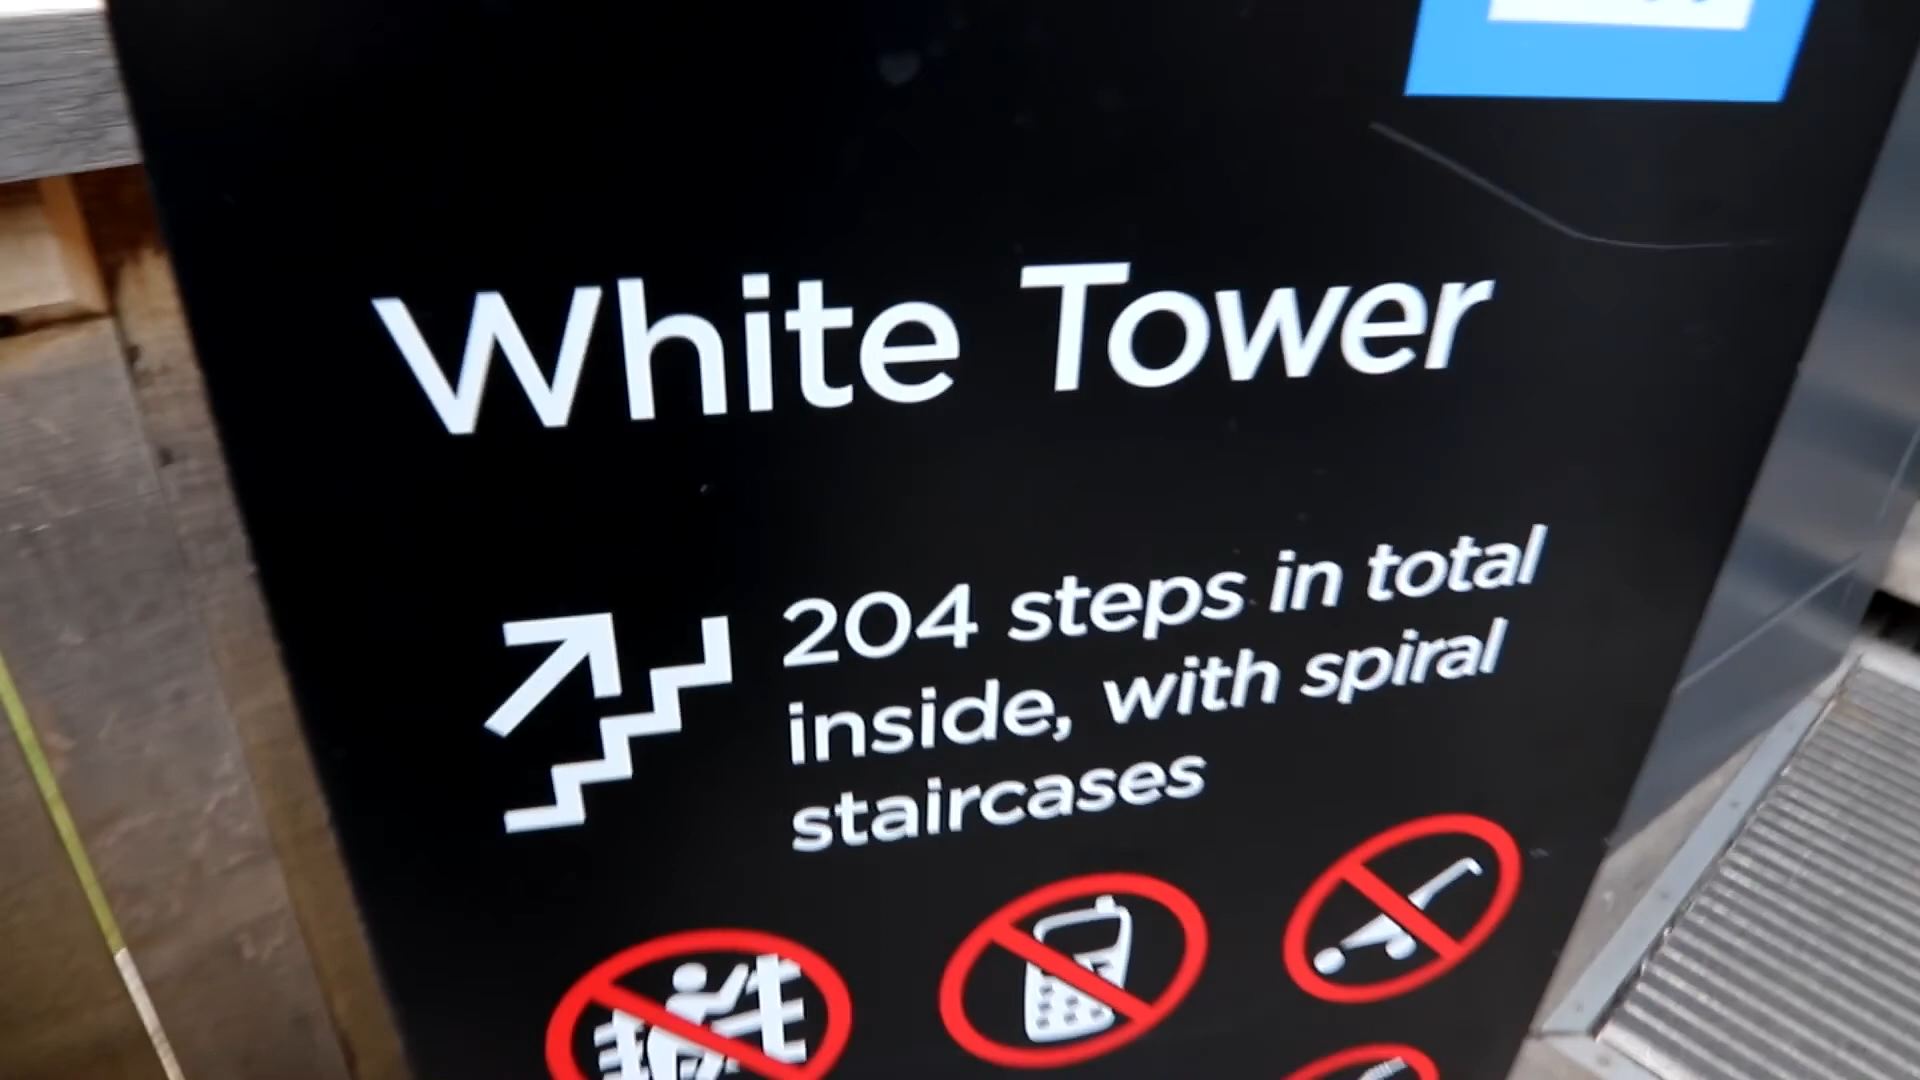 White Tower
204 steps in total
inside, with spiral
staircases